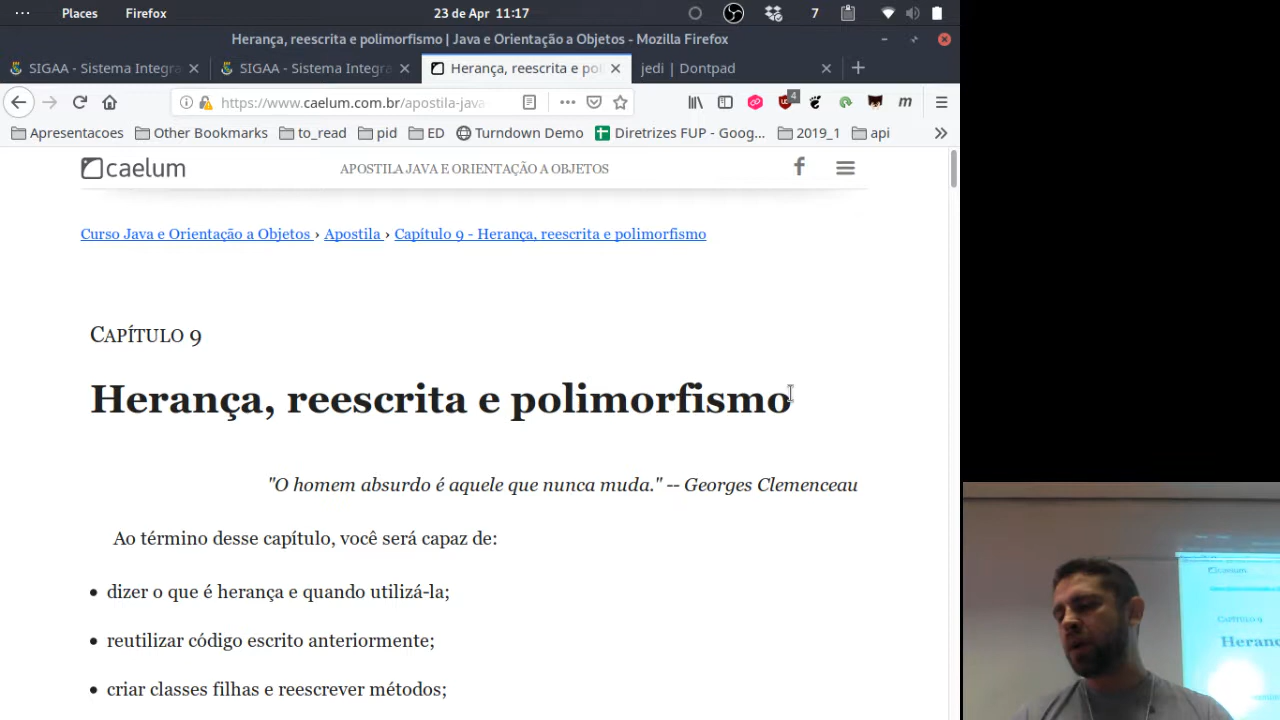 Places
Firefox
23 de Apr 11:17
7
Herança, reescrita e polimorfismo | Java e Orientação a Objetos - Mozilla Firefox
SIGAA - Sistema Integra
SIGAA - Sistema Integra
Herança, reescrita e pol
jedi | Dontpad
https://www.caelum.com.br/apostila-java-
4
Apresentacoes
Other Bookmarks
to_read
pid
ED
Turndown Demo
Diretrizes FUP - Goog...
2019_1
api
caelum
APOSTILA JAVA E ORIENTAÇÃO A OBJETOS
Curso Java e Orientação a Objetos › Apostila › Capítulo 9 - Herança, reescrita e polimorfismo
CAPÍTULO 9
Herança, reescrita e polimorfismo
"O homem absurdo é aquele que nunca muda." -- Georges Clemenceau
Ao término desse capítulo, você será capaz de:
• dizer o que é herança e quando utilizá-la;
• reutilizar código escrito anteriormente;
• criar classes filhas e reescrever métodos;
caelum
CAPÍTULO 9
Heranç